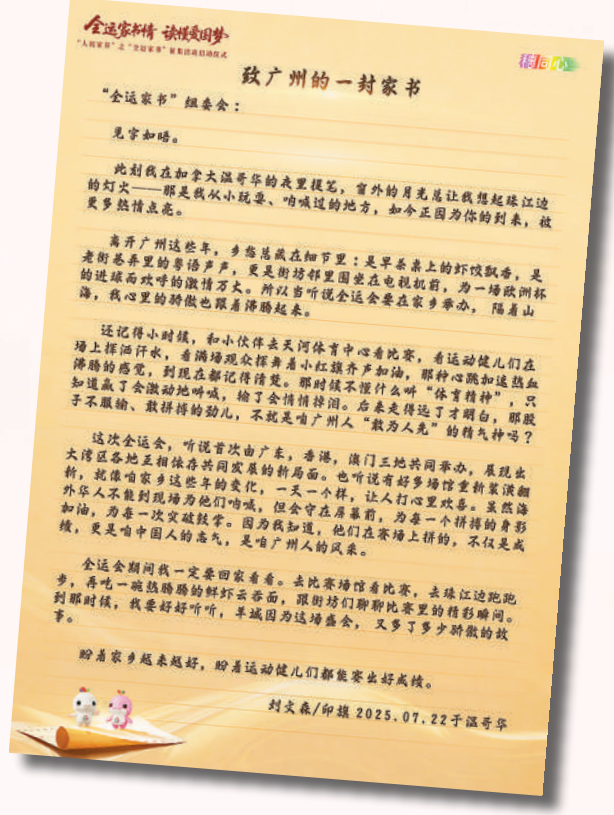 全运家书情 读懂爱国梦
“人到家书”之“全运家书”征集活动启动仪式
穗同心
致广州的一封家书
“全运家书”组委会：
见字如晤。
此刻我在加拿大温哥华的夜里提笔，窗外的月光总让我想起珠江边
的灯火——那是我从小玩耍、呐喊过的地方，如今正因为你的到来，被
更多热情点亮。
离开广州这些年，乡愁总藏在细节里：是早茶桌上的虾饺飘香，是
老街巷弄里的粤语声声，更是街坊邻里围坐在电视机前，为一场欧洲杯
的进球而欢呼的激情万丈。所以当听说全运会要在家乡举办，隔着山
海，我心里的骄傲也跟着沸腾起来。
还记得小时候，和小伙伴去天河体育中心看比赛，看运动健儿们在
场上挥洒汗水，看满场观众挥舞着小红旗齐声加油，那种心跳加速热血
沸腾的感觉，到现在都记得清楚。那时候不懂什么叫“体育精神”，只
知道赢了会激动地呐喊，输了会悄悄掉泪。后来走得远了才明白，那股
子不服输、敢拼搏的劲儿，不就是咱广州人“敢为人先”的精气神吗？
这次全运会，听说首次由广东，香港，澳门三地共同举办，展现出
大湾区各地互相依存共同发展的新局面。也听说有好多场馆重新装潢翻
新，就像咱家乡这些年的变化，一天一个样，让人打心里欢喜。虽然海
外华人不能到现场为他们呐喊，但会守在屏幕前，为每一个拼搏的身影
加油，为每一次突破鼓掌。因为我知道，他们在赛场上拼的，不仅是成
绩，更是咱中国人的志气，是咱广州人的风采。
全运会期间我一定要回家看看。去比赛场馆看比赛，去珠江边跑跑
步，再吃一碗热腾腾的鲜虾云吞面，跟街坊们聊聊比赛里的精彩瞬间。
到那时候，我要好好听听，羊城因为这场盛会，又多了多少骄傲的故
事。
盼着家乡越来越好，盼着运动健儿们都能赛出好成绩。
刘文森/印旗 2025.07.22于温哥华